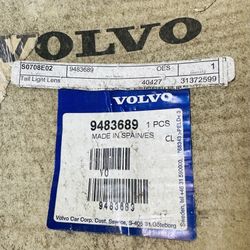 VOLVO
S0708E02 9483689 OES 1
Tail Light Lens 40427 31372599
VOLVO
9483689 1 PCS
MADE IN SPAIN/ES CL
YO
9483689
Volvo Car Corp. Cust. Service, S-405 31 Göteborg